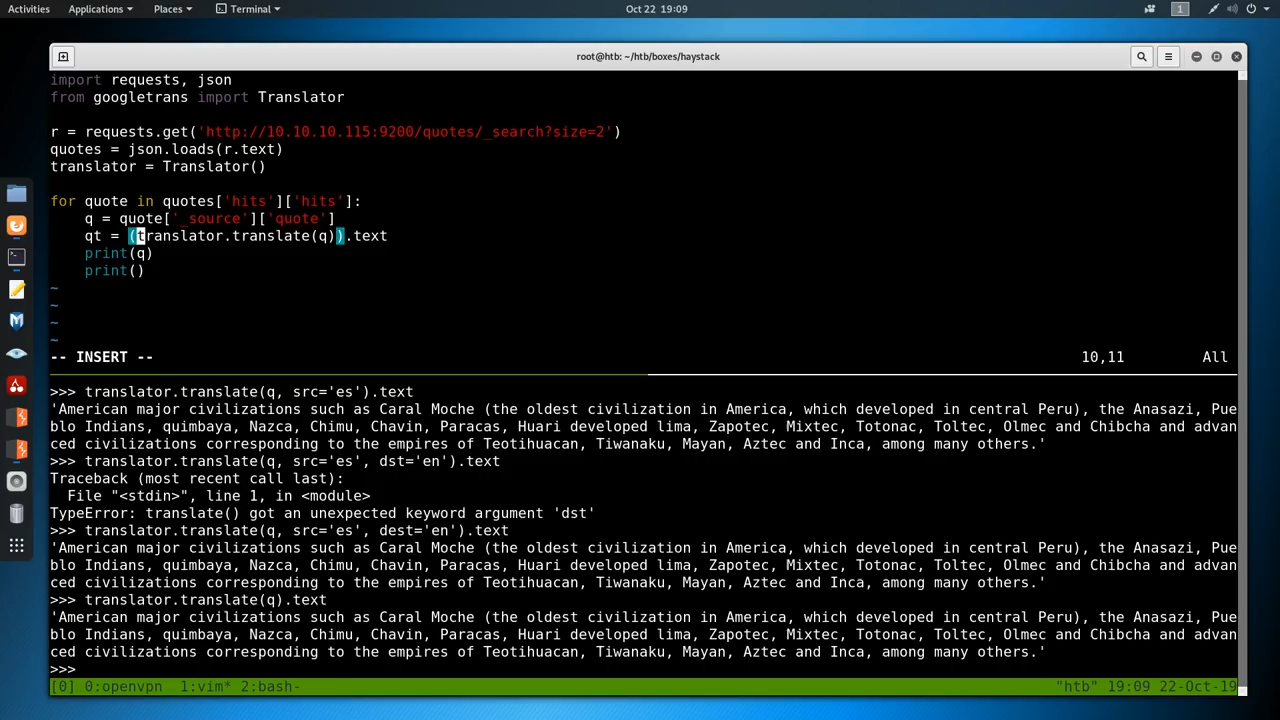 Activities Applications Places Terminal Oct 22 19:09 1
root@htb: ~/htb/boxes/haystack
import requests, json
from googletrans import Translator
r = requests.get('http://10.10.10.115:9200/quotes/_search?size=2')
quotes = json.loads(r.text)
translator = Translator()
for quote in quotes['hits']['hits']:
    q = quote['_source']['quote']
    qt = (translator.translate(q)).text
    print(q)
    print()
~
~
~
~
-- INSERT -- 10,11 All
>>> translator.translate(q, src='es').text
'American major civilizations such as Caral Moche (the oldest civilization in America, which developed in central Peru), the Anasazi, Pue
blo Indians, quimbaya, Nazca, Chimu, Chavin, Paracas, Huari developed lima, Zapotec, Mixtec, Totonac, Toltec, Olmec and Chibcha and advan
ced civilizations corresponding to the empires of Teotihuacan, Tiwanaku, Mayan, Aztec and Inca, among many others.'
>>> translator.translate(q, src='es', dst='en').text
Traceback (most recent call last):
  File "<stdin>", line 1, in <module>
TypeError: translate() got an unexpected keyword argument 'dst'
>>> translator.translate(q, src='es', dest='en').text
'American major civilizations such as Caral Moche (the oldest civilization in America, which developed in central Peru), the Anasazi, Pue
blo Indians, quimbaya, Nazca, Chimu, Chavin, Paracas, Huari developed lima, Zapotec, Mixtec, Totonac, Toltec, Olmec and Chibcha and advan
ced civilizations corresponding to the empires of Teotihuacan, Tiwanaku, Mayan, Aztec and Inca, among many others.'
>>> translator.translate(q).text
'American major civilizations such as Caral Moche (the oldest civilization in America, which developed in central Peru), the Anasazi, Pue
blo Indians, quimbaya, Nazca, Chimu, Chavin, Paracas, Huari developed lima, Zapotec, Mixtec, Totonac, Toltec, Olmec and Chibcha and advan
ced civilizations corresponding to the empires of Teotihuacan, Tiwanaku, Mayan, Aztec and Inca, among many others.'
>>>
[0] 0:openvpn  1:vim* 2:bash- "htb" 19:09 22-Oct-19